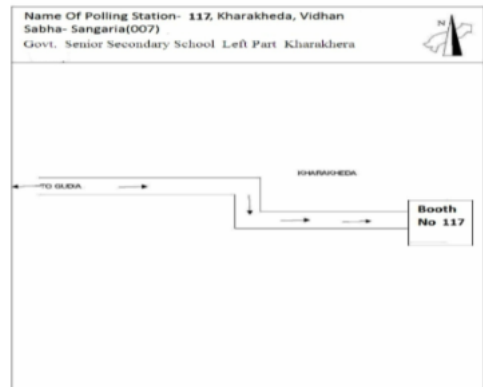 Name Of Polling Station- 117, Kharakheda, Vidhan
Sabha- Sangaria(007)
Govt. Senior Secondary School Left Part Kharakhera
N
KHARAKHEDA
TO GUDIA
Booth
No 117